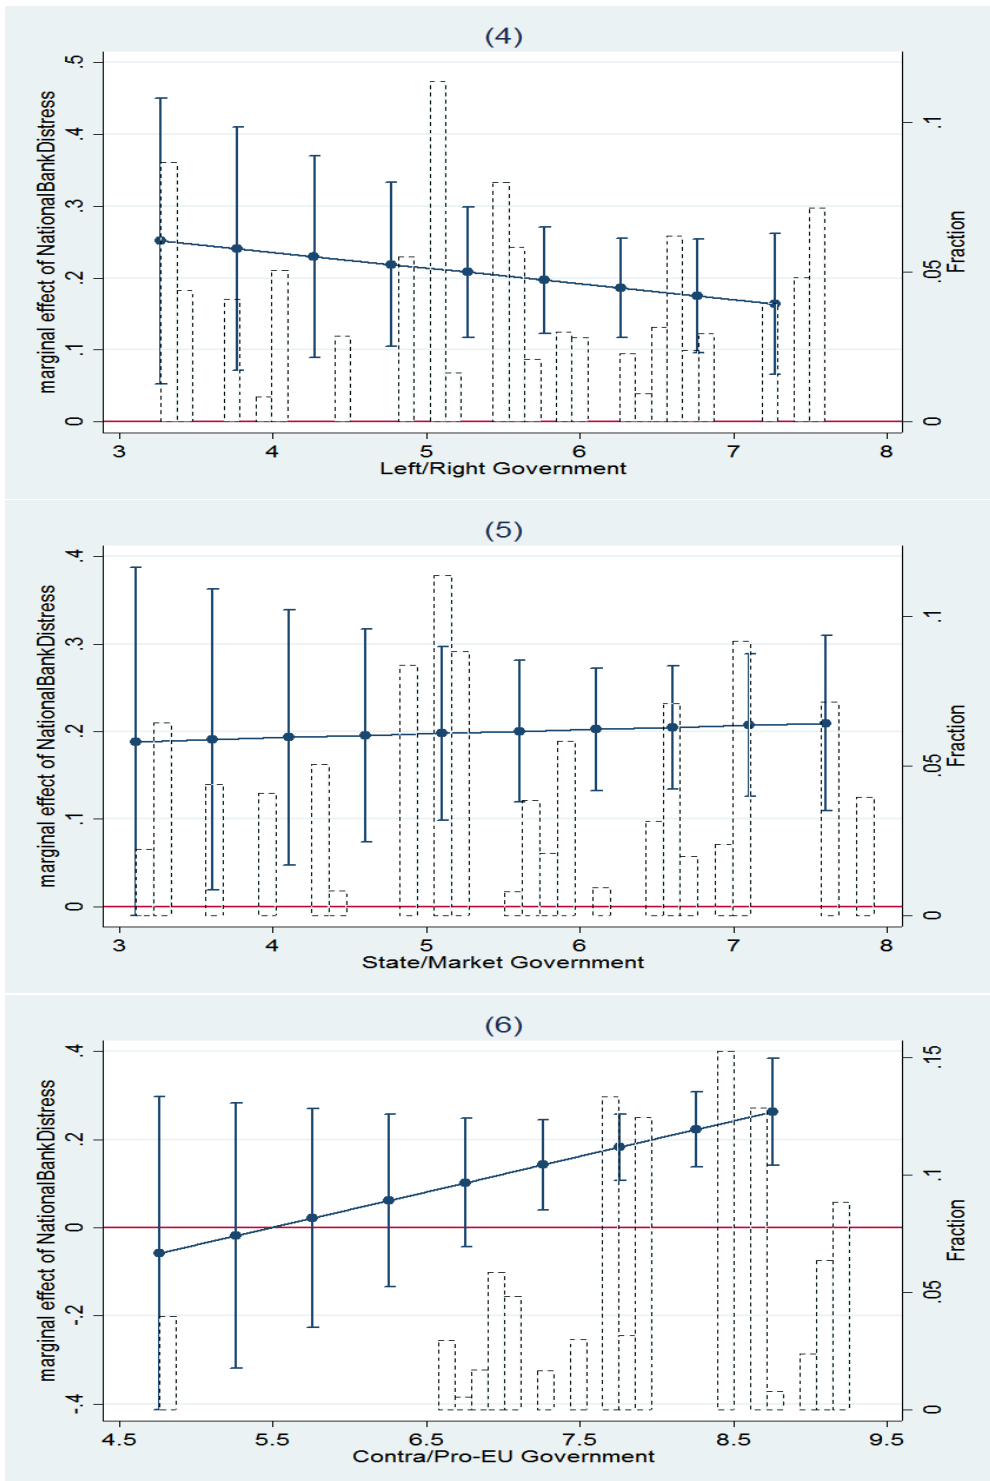 (4)
marginal effect of NationalBankDistress
.5
.4
.3
.2
.1
0
.1
.05
0
Fraction
3 4 5 6 7 8
Left/Right Government
(5)
marginal effect of NationalBankDistress
.4
.3
.2
.1
0
.1
.05
0
Fraction
3 4 5 6 7 8
State/Market Government
(6)
marginal effect of NationalBankDistress
.4
.2
0
-.2
-.4
.15
.1
.05
0
Fraction
4.5 5.5 6.5 7.5 8.5 9.5
Contra/Pro-EU Government